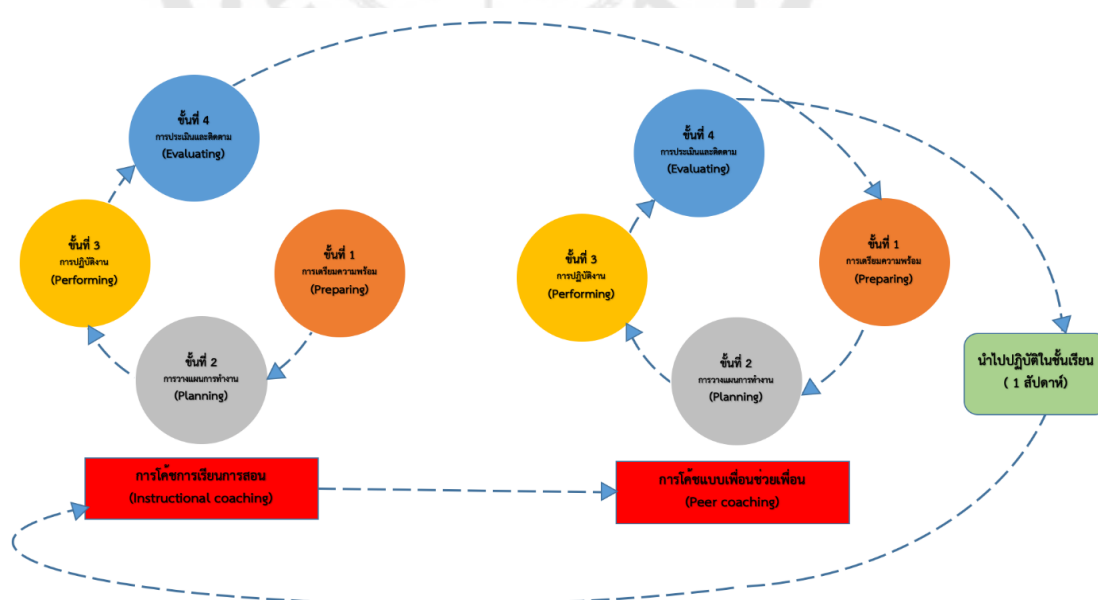 ขั้นที่ 4
การประเมินและติดตาม
(Evaluating)
ขั้นที่ 3
การปฏิบัติงาน
(Performing)
ขั้นที่ 1
การเตรียมความพร้อม
(Preparing)
ขั้นที่ 2
การวางแผนการทำงาน
(Planning)
การโค้ชการเรียนการสอน
(Instructional coaching)
ขั้นที่ 4
การประเมินและติดตาม
(Evaluating)
ขั้นที่ 3
การปฏิบัติงาน
(Performing)
ขั้นที่ 1
การเตรียมความพร้อม
(Preparing)
ขั้นที่ 2
การวางแผนการทำงาน
(Planning)
การโค้ชแบบเพื่อนช่วยเพื่อน
(Peer coaching)
นำไปปฏิบัติในชั้นเรียน
( 1 สัปดาห์)